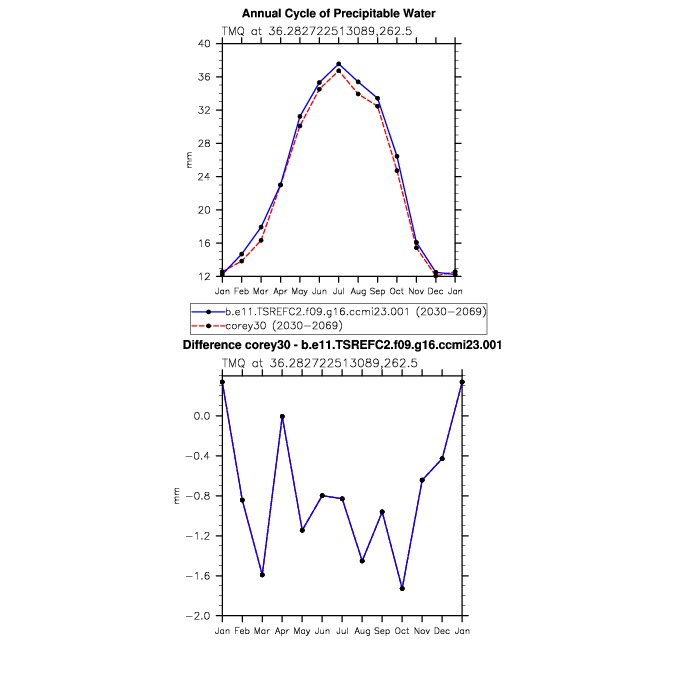 Annual Cycle of Precipitable Water
TMQ at 36.282722513089,262.5
40
36
32
28
24
20
16
12
mm
Jan Feb Mar Apr May Jun Jul Aug Sep Oct Nov Dec Jan
b.e11.TSREFC2.f09.g16.ccmi23.001 (2030-2069)
corey30 (2030-2069)
Difference corey30 - b.e11.TSREFC2.f09.g16.ccmi23.001
TMQ at 36.282722513089,262.5
0.0
-0.4
-0.8
-1.2
-1.6
-2.0
mm
Jan Feb Mar Apr May Jun Jul Aug Sep Oct Nov Dec Jan